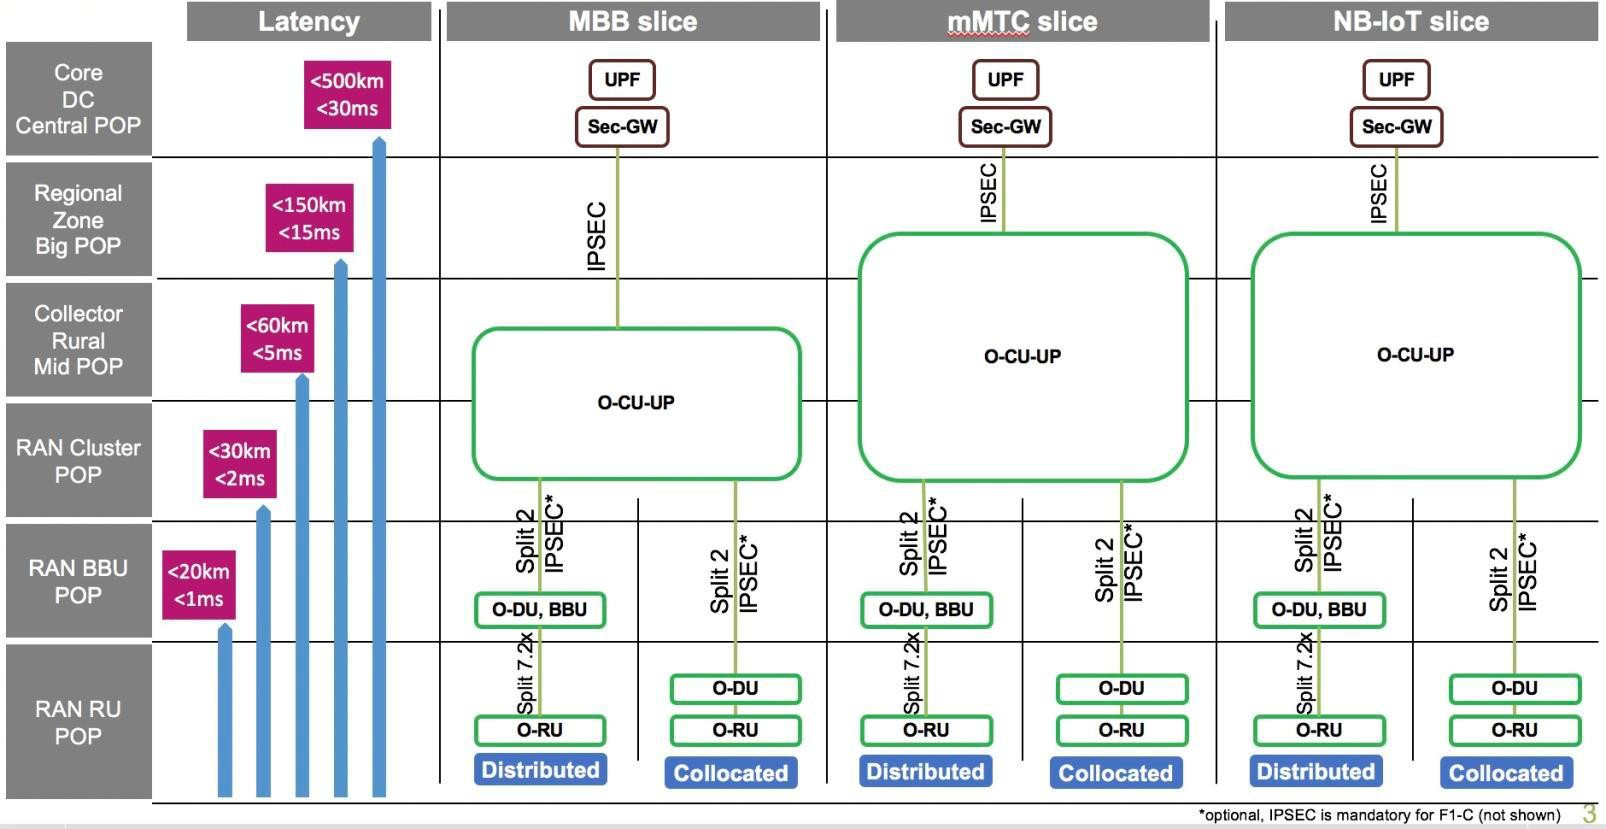 Latency
MBB slice
mMTC slice
NB-IoT slice
Core
DC
Central POP
<500km
<30ms
UPF
Sec-GW
UPF
Sec-GW
UPF
Sec-GW
Regional
Zone
Big POP
<150km
<15ms
IPSEC
IPSEC
IPSEC
Collector
Rural
Mid POP
<60km
<5ms
O-CU-UP
O-CU-UP
O-CU-UP
RAN Cluster
POP
<30km
<2ms
RAN BBU
POP
<20km
<1ms
Split 2
IPSEC*
Split 2
IPSEC*
Split 2
IPSEC*
Split 2
IPSEC*
Split 2
IPSEC*
Split 2
IPSEC*
O-DU, BBU
O-DU, BBU
O-DU, BBU
RAN RU
POP
Split 7.2x
Split 7.2x
Split 7.2x
O-DU
O-DU
O-DU
O-RU
O-RU
O-RU
O-RU
O-RU
O-RU
Distributed
Collocated
Distributed
Collocated
Distributed
Collocated
*optional, IPSEC is mandatory for F1-C (not shown)
3